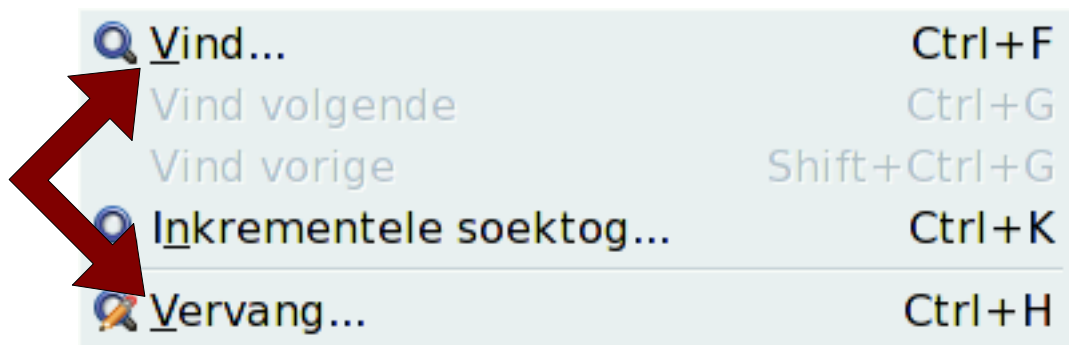 Vind... Ctrl+F
Vind volgende Ctrl+G
Vind vorige Shift+Ctrl+G
Inkrementele soektog... Ctrl+K
Vervang... Ctrl+H